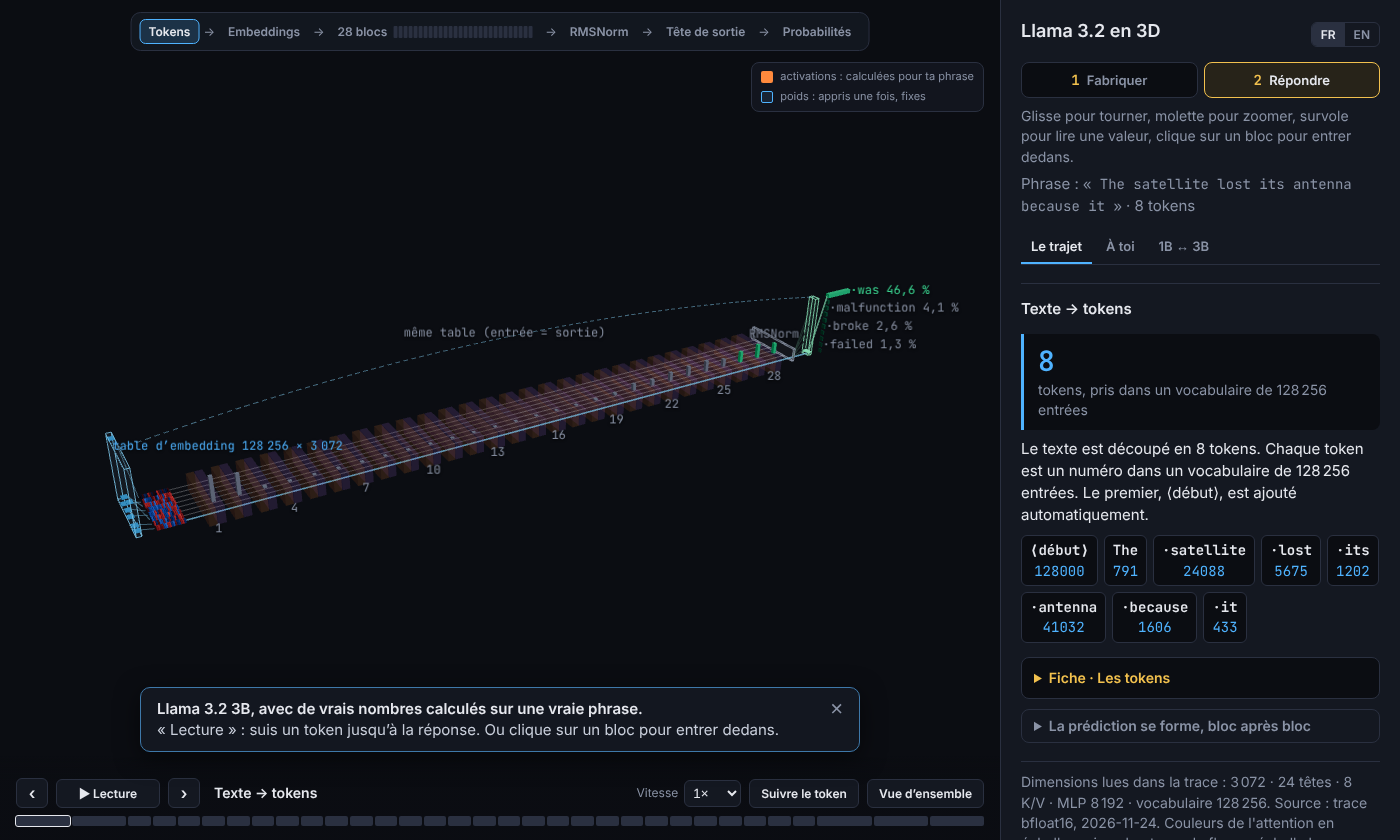 Tokens → Embeddings → 28 blocs → RMSNorm → Tête de sortie → Probabilités
activations : calculées pour ta phrase
poids : appris une fois, fixes
·was 46,6 %
·malfunction 4,1 %
·broke 2,6 %
·failed 1,3 %
même table (entrée = sortie)
RMSNorm
table d’embedding 128 256 × 3 072
1
4
7
10
13
16
19
22
25
28
Llama 3.2 3B, avec de vrais nombres calculés sur une vraie phrase.
« Lecture » : suis un token jusqu’à la réponse. Ou clique sur un bloc pour entrer dedans.
‹ ▶ Lecture › Texte → tokens
Vitesse 1× Suivre le token Vue d’ensemble
Llama 3.2 en 3D
FR EN
1 Fabriquer
2 Répondre
Glisse pour tourner, molette pour zoomer, survole
pour lire une valeur, clique sur un bloc pour entrer
dedans.
Phrase : « The satellite lost its antenna
because it » · 8 tokens
Le trajet À toi 1B ↔ 3B
Texte → tokens
8
tokens, pris dans un vocabulaire de 128 256
entrées
Le texte est découpé en 8 tokens. Chaque token
est un numéro dans un vocabulaire de 128 256
entrées. Le premier, ⟨début⟩, est ajouté
automatiquement.
⟨début⟩ The ·satellite ·lost ·its
128000 791 24088 5675 1202
·antenna ·because ·it
41032 1606 433
▶ Fiche · Les tokens
▶ La prédiction se forme, bloc après bloc
Dimensions lues dans la trace : 3 072 · 24 têtes · 8
K/V · MLP 8 192 · vocabulaire 128 256. Source : trace
bfloat16, 2026-11-24. Couleurs de l’attention en